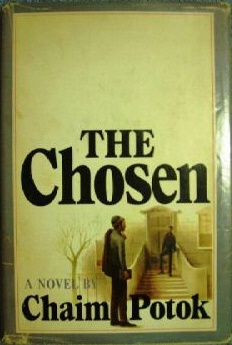 THE
Chosen
A NOVEL BY
Chaim Potok